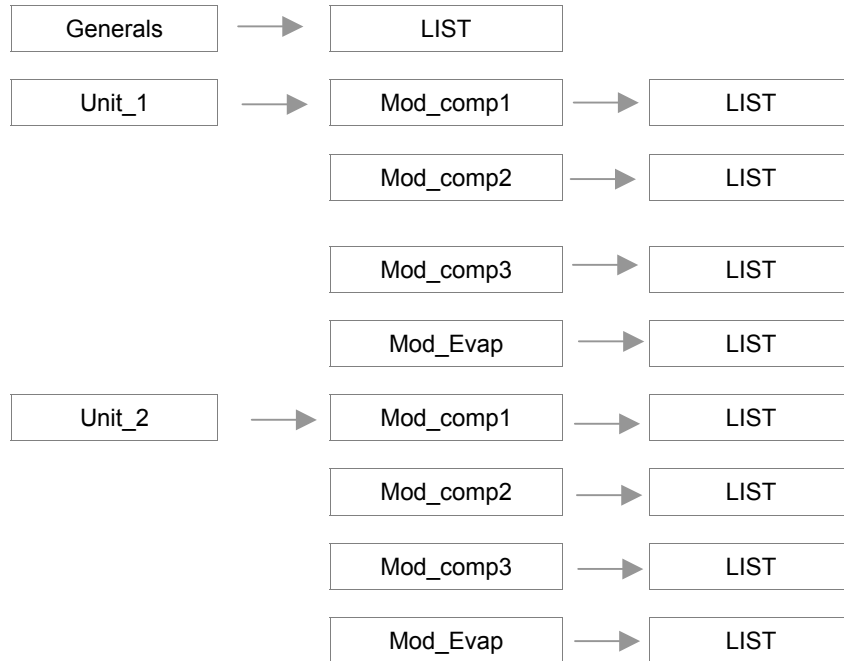 Generals LIST
Unit_1 Mod_comp1 LIST
Mod_comp2 LIST
Mod_comp3 LIST
Mod_Evap LIST
Unit_2 Mod_comp1 LIST
Mod_comp2 LIST
Mod_comp3 LIST
Mod_Evap LIST